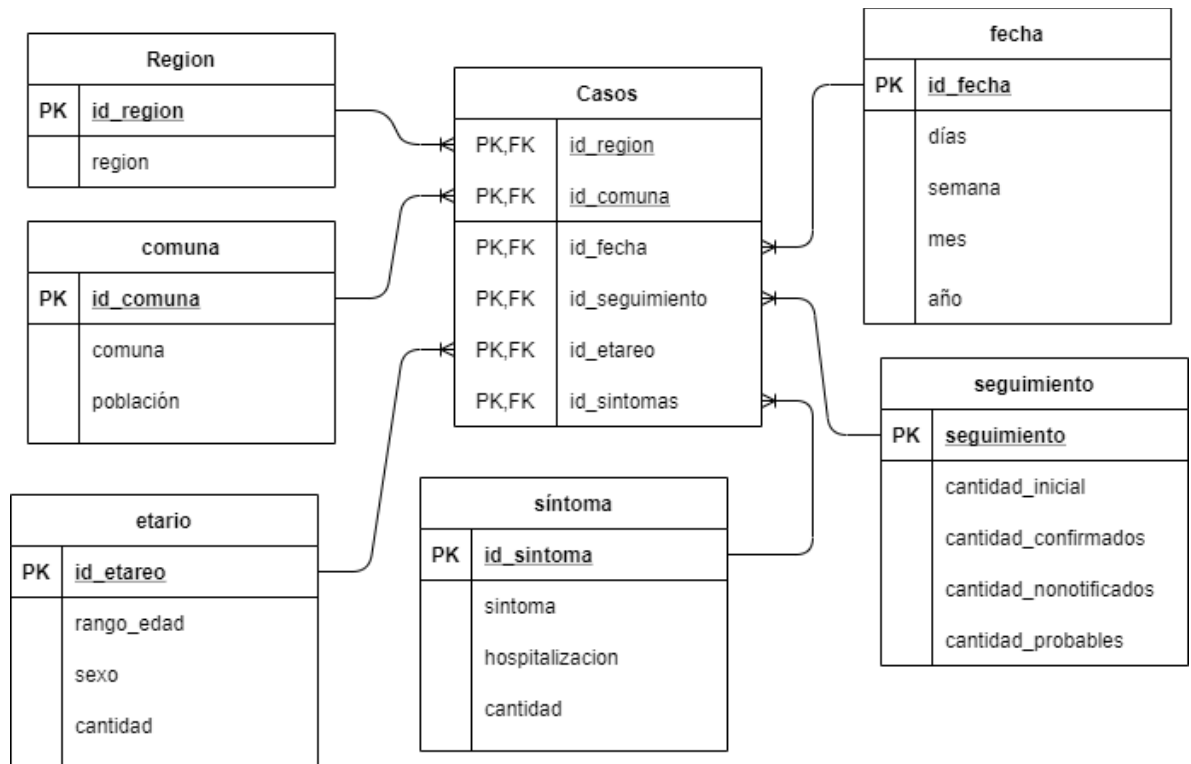 Region
PK id_region
region
comuna
PK id_comuna
comuna
población
etario
PK id_etareo
rango_edad
sexo
cantidad
Casos
PK,FK id_region
PK,FK id_comuna
PK,FK id_fecha
PK,FK id_seguimiento
PK,FK id_etareo
PK,FK id_sintomas
síntoma
PK id_sintoma
sintoma
hospitalizacion
cantidad
fecha
PK id_fecha
días
semana
mes
año
seguimiento
PK seguimiento
cantidad_inicial
cantidad_confirmados
cantidad_nonotificados
cantidad_probables